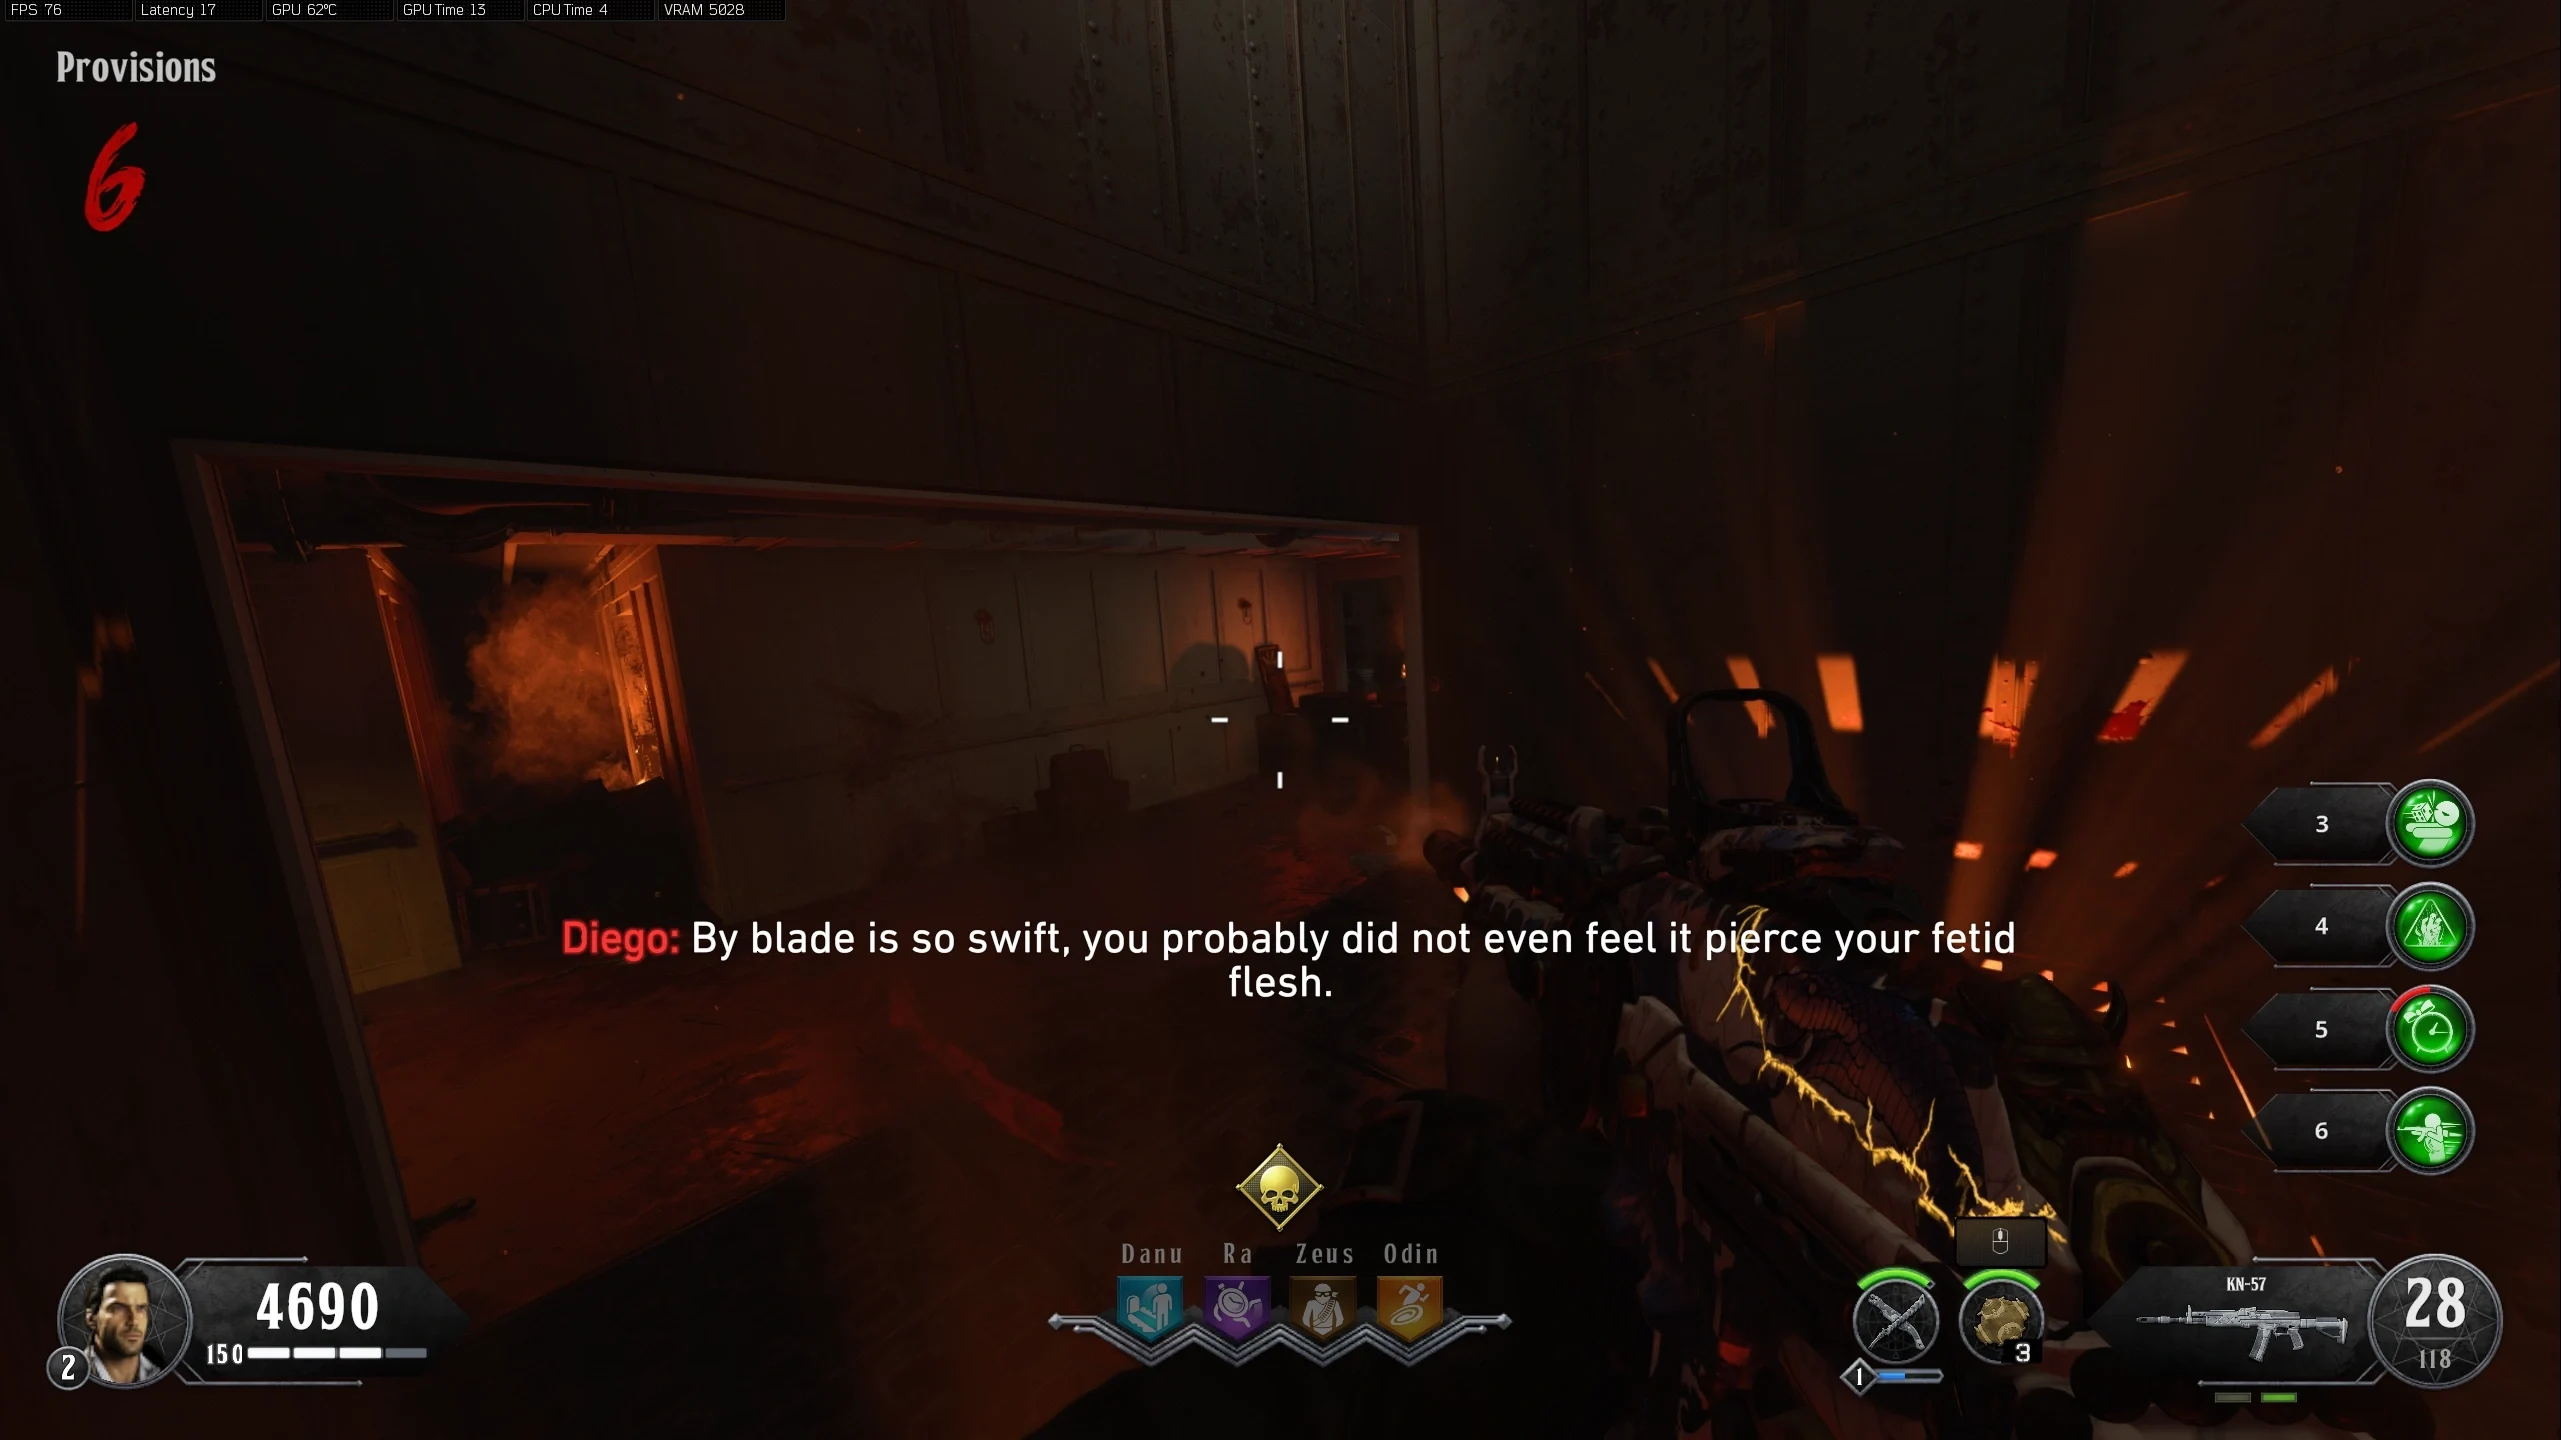 FPS 76 Latency 17 GPU 62ºC GPU Time 13 CPU Time 4 VRAM 5028
Provisions
6
3
4
5
Diego: By blade is so swift, you probably did not even feel it pierce your fetid
flesh.
6
Danu Ra Zeus Odin
4690
150
2
1
3
KN-57
28
118